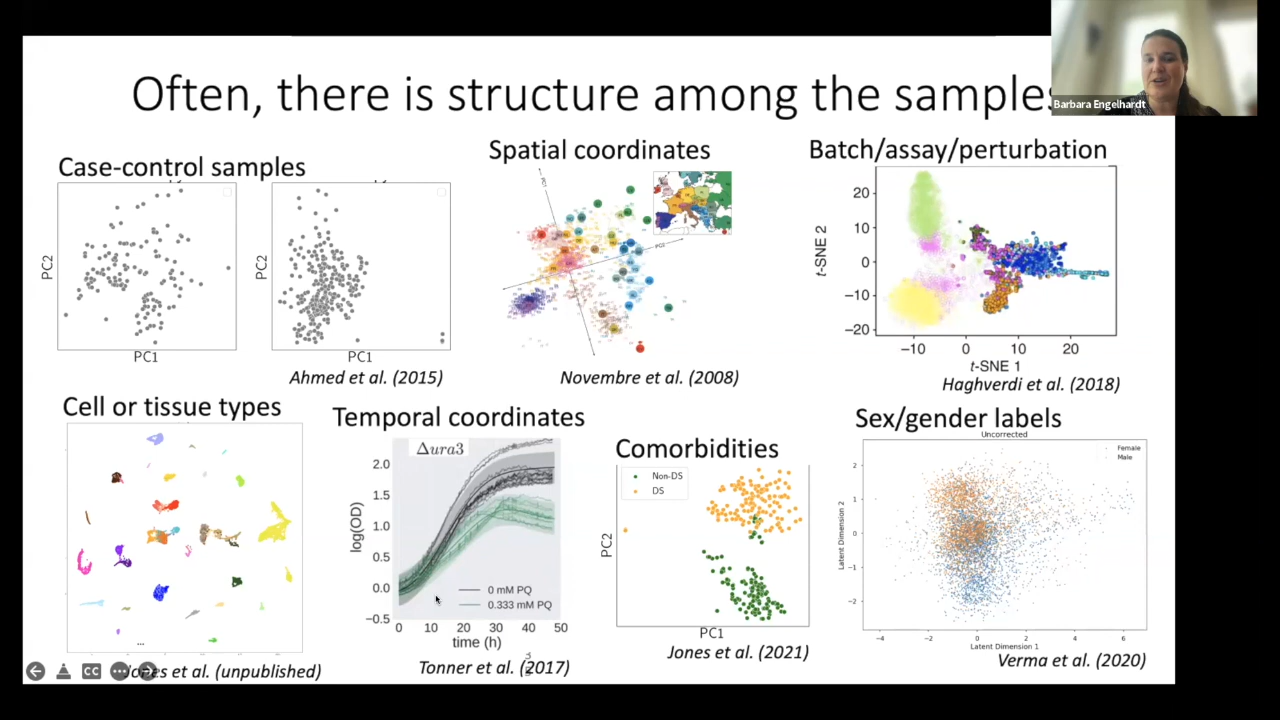 Often, there is structure among the samples
Barbara Engelhardt
Case-control samples
PC2
PC1
PC2
PC1
Ahmed et al. (2015)
Spatial coordinates
Novembre et al. (2008)
Batch/assay/perturbation
t-SNE 2
20
10
0
−10
−20
−10
0
10
20
t-SNE 1
Haghverdi et al. (2018)
Cell or tissue types
...
Jones et al. (unpublished)
CC
Temporal coordinates
Δura3
log(OD)
2.0
1.5
1.0
0.5
0.0
−0.5
0 mM PQ
0.333 mM PQ
0
10
20
30
40
50
time (h)
Tonner et al. (2017)
Comorbidities
Non-DS
DS
PC2
PC1
Jones et al. (2021)
Sex/gender labels
Uncorrected
Female
Male
Latent Dimension 2
2
1
0
−1
−2
−4
−2
0
2
4
6
Latent Dimension 1
Verma et al. (2020)